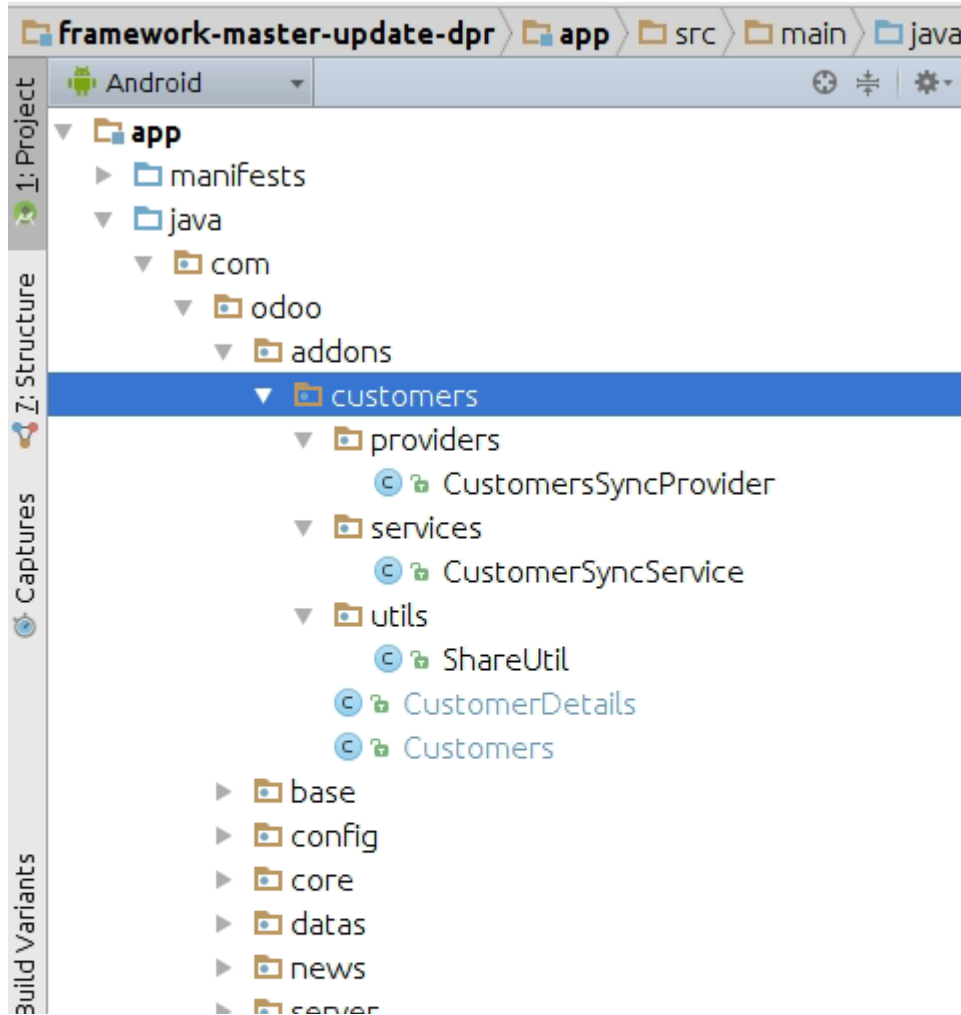 framework-master-update-dpr app src main java
Android
app
manifests
java
com
odoo
addons
customers
providers
CustomersSyncProvider
services
CustomerSyncService
utils
ShareUtil
CustomerDetails
Customers
base
config
core
datas
news
server
1: Project
7: Structure
Captures
Build Variants